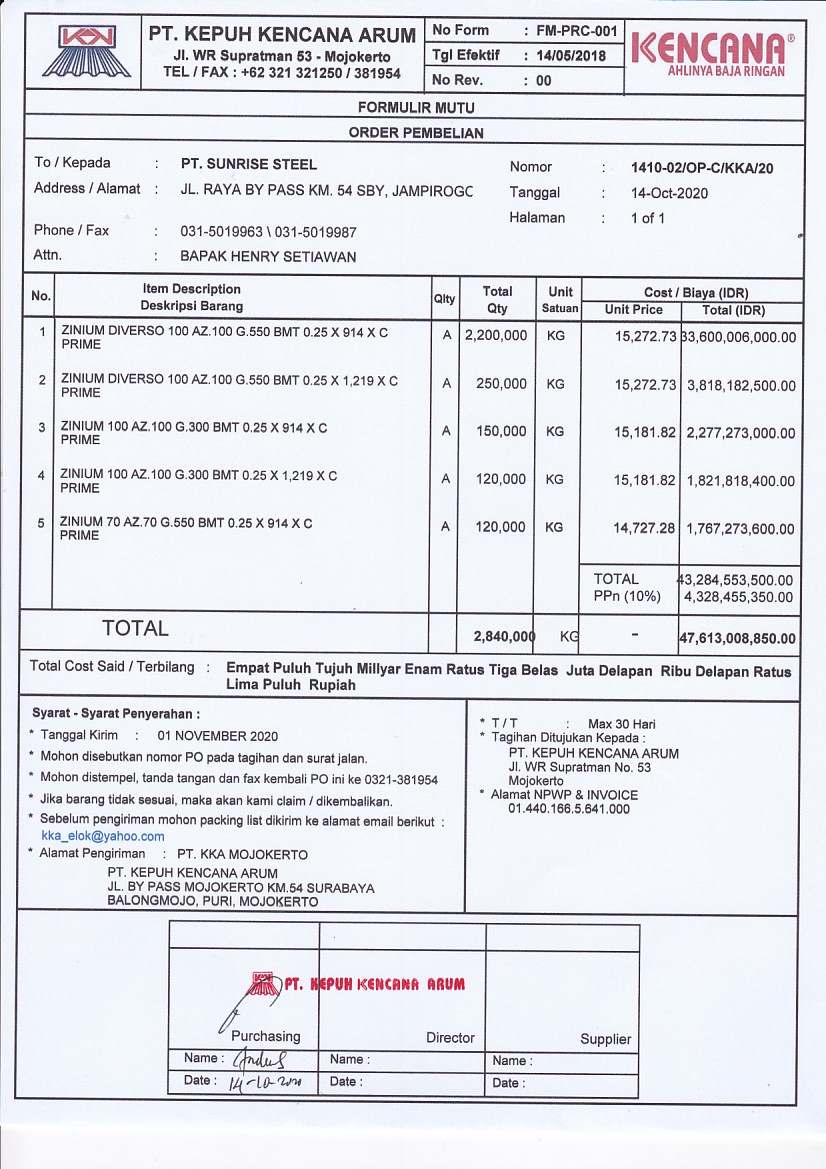 PT. KEPUH KENCANA ARUM
Jl. WR Supratman 53 - Mojokerto
TEL / FAX : +62 321 321250 / 381954
No Form : FM-PRC-001
Tgl Efektif : 14/05/2018
No Rev. : 00
KENCANA®
AHLINYA BAJA RINGAN
FORMULIR MUTU
ORDER PEMBELIAN
To / Kepada : PT. SUNRISE STEEL
Address / Alamat : JL. RAYA BY PASS KM. 54 SBY, JAMPIROGC
Phone / Fax : 031-5019963 \ 031-5019987
Attn. : BAPAK HENRY SETIAWAN
Nomor : 1410-02/OP-C/KKA/20
Tanggal : 14-Oct-2020
Halaman : 1 of 1
No. Item Description Qlty Total Unit Cost / Biaya (IDR)
Deskripsi Barang Qty Satuan Unit Price Total (IDR)
1 ZINIUM DIVERSO 100 AZ.100 G.550 BMT 0.25 X 914 X C A 2,200,000 KG 15,272.73 33,600,006,000.00
PRIME
2 ZINIUM DIVERSO 100 AZ.100 G.550 BMT 0.25 X 1,219 X C A 250,000 KG 15,272.73 3,818,182,500.00
PRIME
3 ZINIUM 100 AZ.100 G.300 BMT 0.25 X 914 X C A 150,000 KG 15,181.82 2,277,273,000.00
PRIME
4 ZINIUM 100 AZ.100 G.300 BMT 0.25 X 1,219 X C A 120,000 KG 15,181.82 1,821,818,400.00
PRIME
5 ZINIUM 70 AZ.70 G.550 BMT 0.25 X 914 X C A 120,000 KG 14,727.28 1,767,273,600.00
PRIME
TOTAL 43,284,553,500.00
PPn (10%) 4,328,455,350.00
TOTAL 2,840,000 KG - 47,613,008,850.00
Total Cost Said / Terbilang : Empat Puluh Tujuh Millyar Enam Ratus Tiga Belas Juta Delapan Ribu Delapan Ratus
Lima Puluh Rupiah
Syarat - Syarat Penyerahan :
* Tanggal Kirim : 01 NOVEMBER 2020
* Mohon disebutkan nomor PO pada tagihan dan surat jalan.
* Mohon distempel, tanda tangan dan fax kembali PO ini ke 0321-381954
* Jika barang tidak sesuai, maka akan kami claim / dikembalikan.
* Sebelum pengiriman mohon packing list dikirim ke alamat email berikut :
kka_elok@yahoo.com
* Alamat Pengiriman : PT. KKA MOJOKERTO
PT. KEPUH KENCANA ARUM
JL. BY PASS MOJOKERTO KM.54 SURABAYA
BALONGMOJO, PURI, MOJOKERTO
* T / T : Max 30 Hari
* Tagihan Ditujukan Kepada :
PT. KEPUH KENCANA ARUM
Jl. WR Supratman No. 53
Mojokerto
* Alamat NPWP & INVOICE
01.440.166.5.641.000
PT. KEPUH KENCANA ARUM
Purchasing Director Supplier
Name : Name : Name :
Date : 14-10-20 Date : Date :